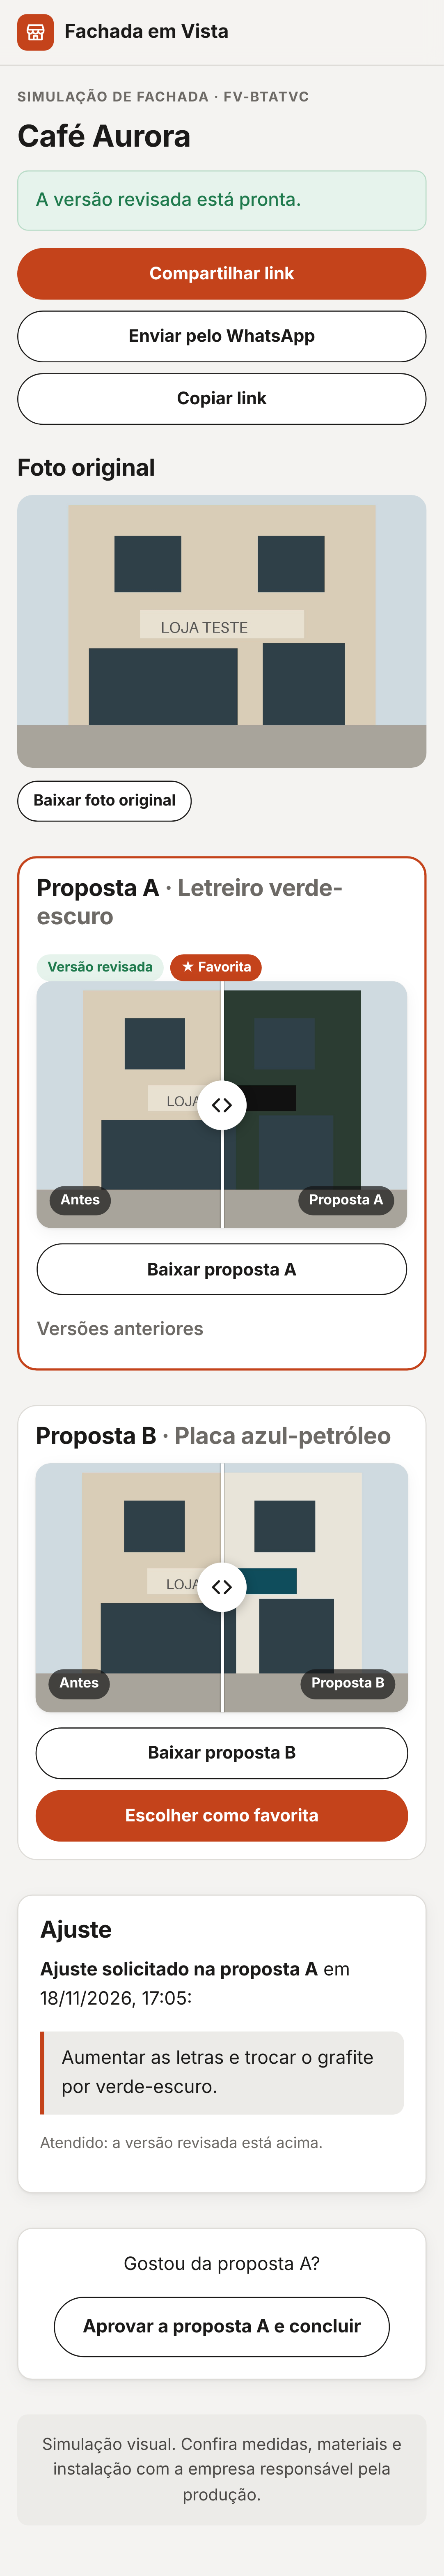 Fachada em Vista
SIMULAÇÃO DE FACHADA · FV-BTATVC
Café Aurora
A versão revisada está pronta.
Compartilhar link
Enviar pelo WhatsApp
Copiar link
Foto original
LOJA TESTE
Baixar foto original
Proposta A · Letreiro verde-
escuro
Versão revisada ★ Favorita
LOJA
Antes Proposta A
Baixar proposta A
Versões anteriores
Proposta B · Placa azul-petróleo
LOJA
Antes Proposta B
Baixar proposta B
Escolher como favorita
Ajuste
Ajuste solicitado na proposta A em
18/11/2026, 17:05:
Aumentar as letras e trocar o grafite
por verde-escuro.
Atendido: a versão revisada está acima.
Gostou da proposta A?
Aprovar a proposta A e concluir
Simulação visual. Confira medidas, materiais e
instalação com a empresa responsável pela
produção.